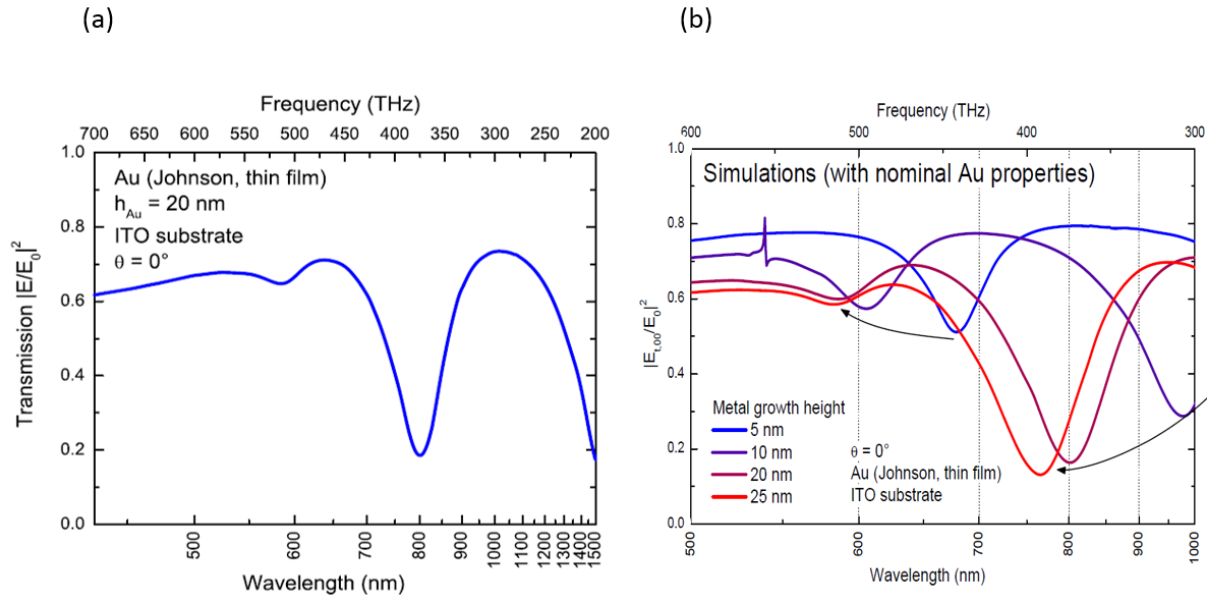 (a)
Frequency (THz)
700 650 600 550 500 450 400 350 300 250 200
1.0
0.8
0.6
0.4
0.2
0.0
Transmission |E/E₀|²
Au (Johnson, thin film)
h_Au = 20 nm
ITO substrate
θ = 0°
500 600 700 800 900 1000 1100 1200 1300 1400 1500
Wavelength (nm)
(b)
Frequency (THz)
600 500 400 300
1.0
0.8
0.6
0.4
0.2
0.0
|E_t,00/E₀|²
Simulations (with nominal Au properties)
Metal growth height
5 nm
10 nm
20 nm
25 nm
θ = 0°
Au (Johnson, thin film)
ITO substrate
500 600 700 800 900 1000
Wavelength (nm)